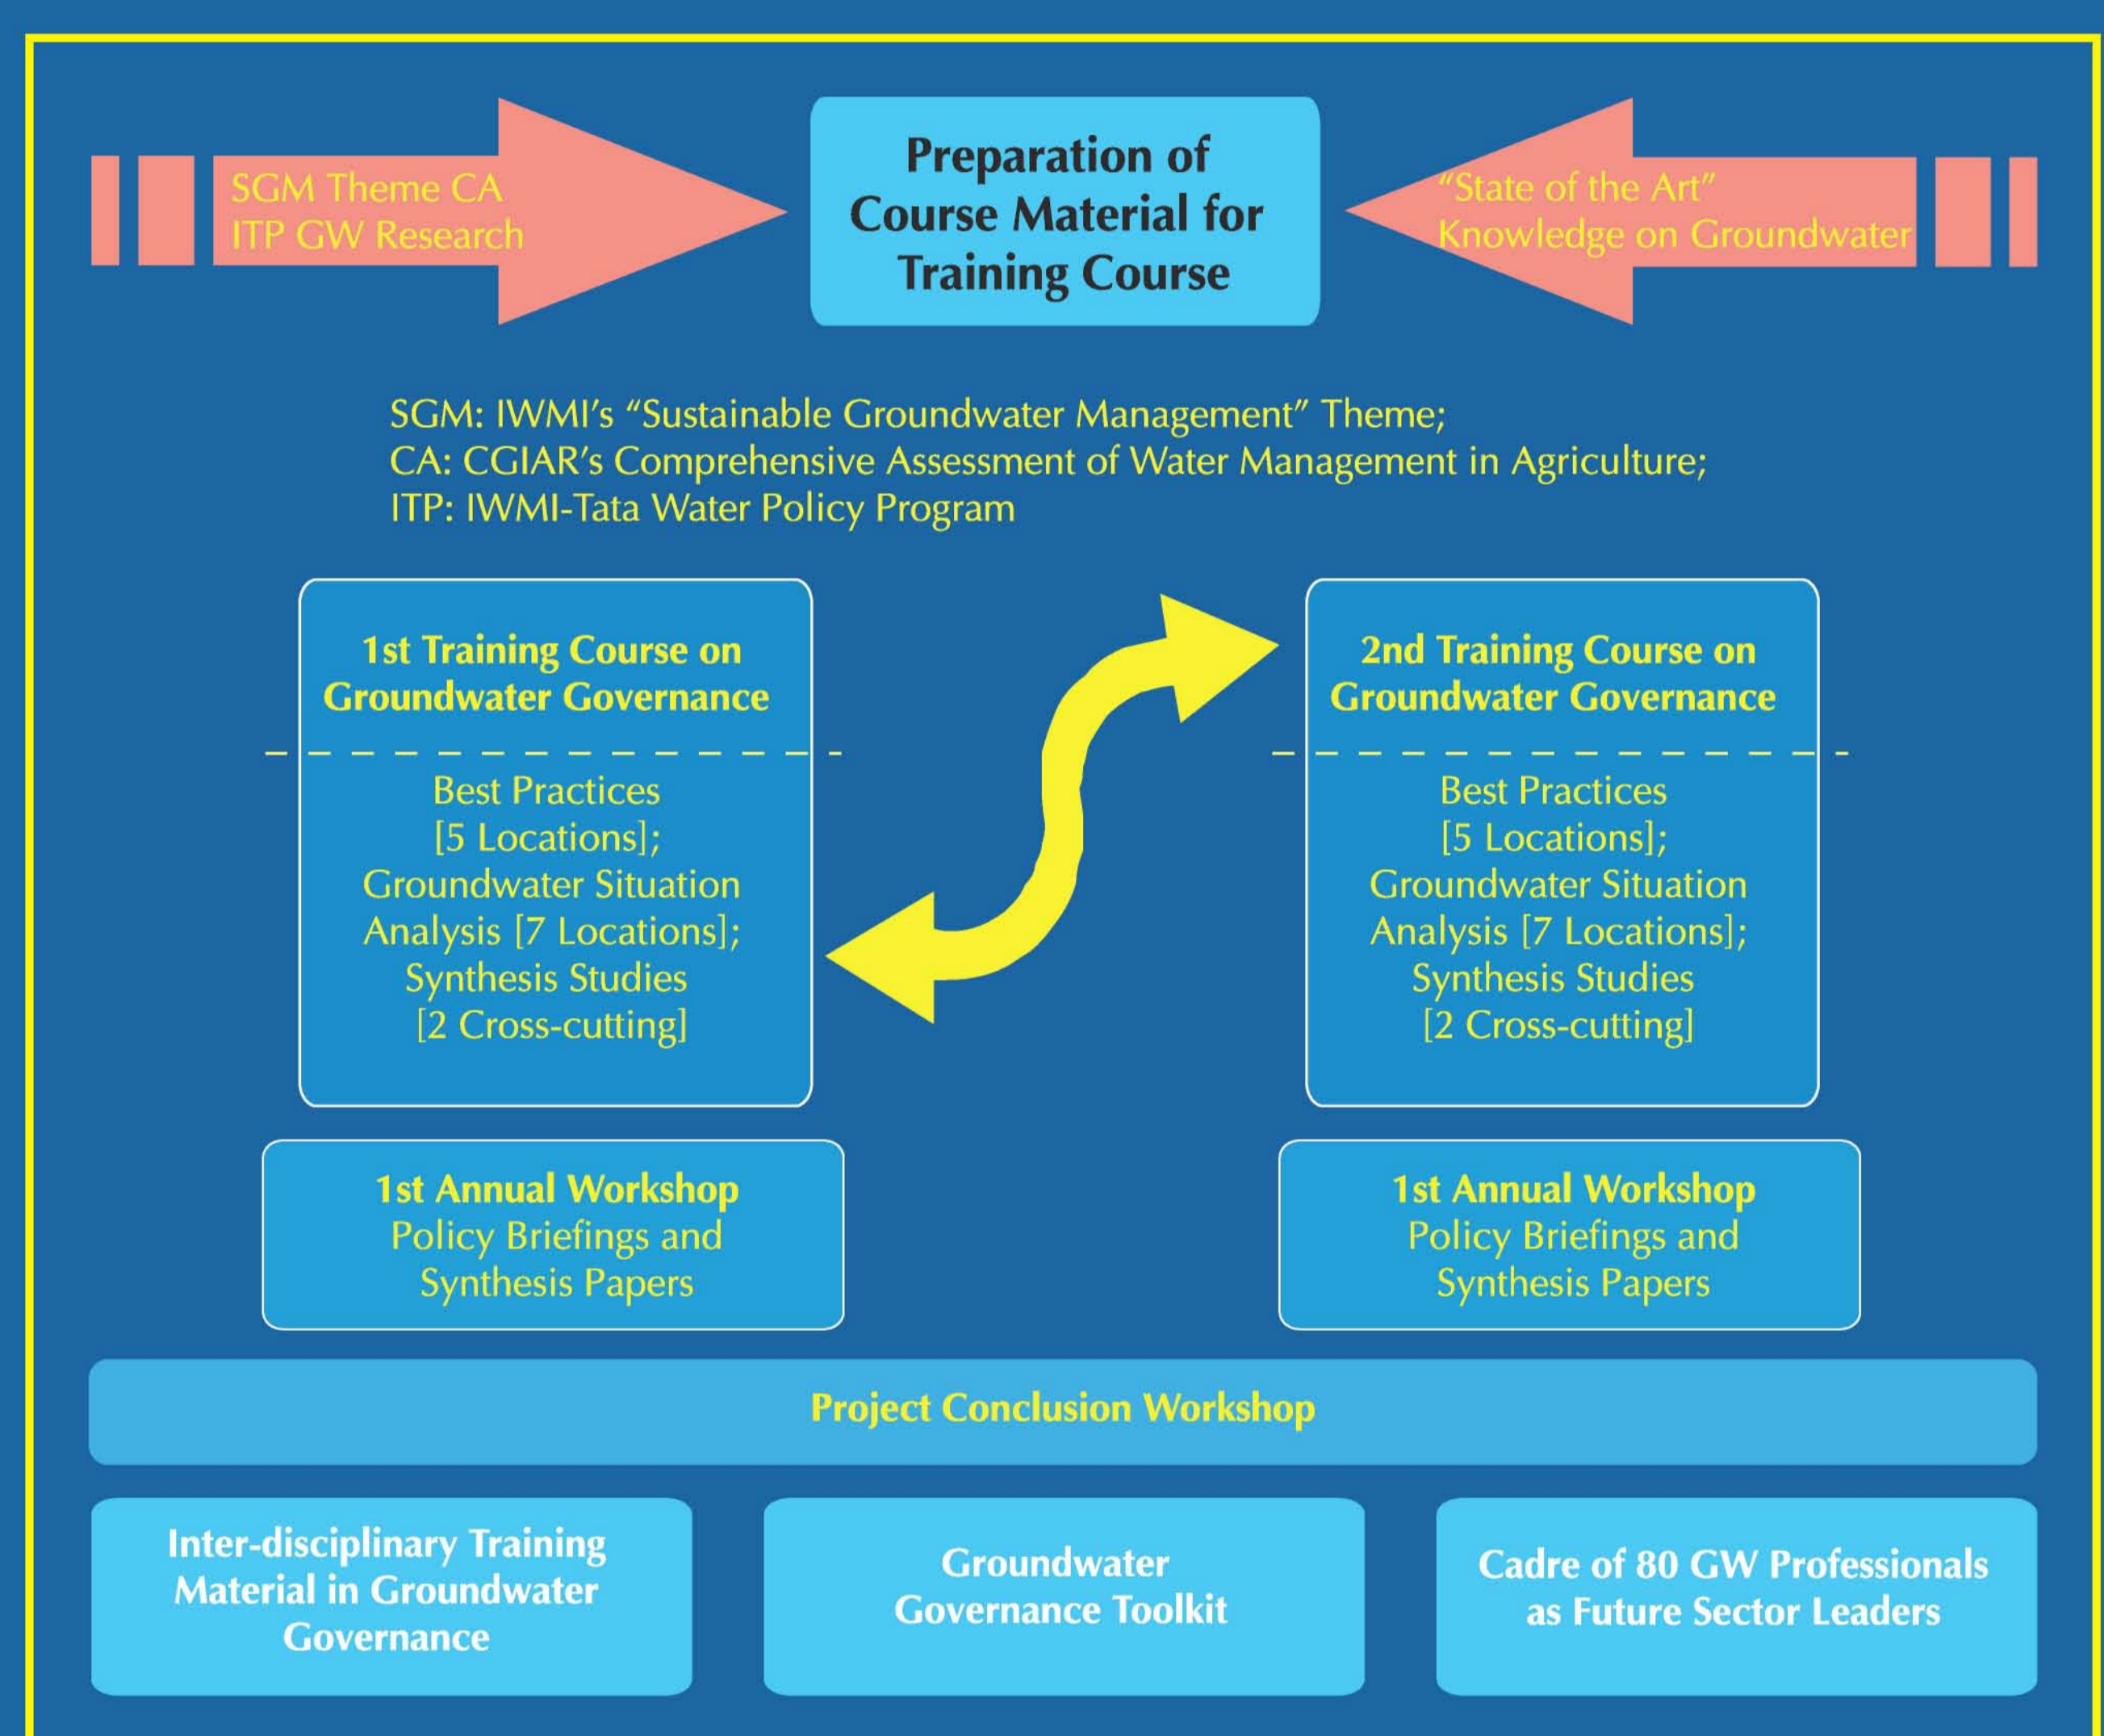 SGM Theme CA
ITP GW Research
Preparation of
Course Material for
Training Course
"State of the Art"
Knowledge on Groundwater
SGM: IWMI's "Sustainable Groundwater Management" Theme;
CA: CGIAR's Comprehensive Assessment of Water Management in Agriculture;
ITP: IWMI-Tata Water Policy Program
1st Training Course on
Groundwater Governance
Best Practices
[5 Locations];
Groundwater Situation
Analysis [7 Locations];
Synthesis Studies
[2 Cross-cutting]
2nd Training Course on
Groundwater Governance
Best Practices
[5 Locations];
Groundwater Situation
Analysis [7 Locations];
Synthesis Studies
[2 Cross-cutting]
1st Annual Workshop
Policy Briefings and
Synthesis Papers
1st Annual Workshop
Policy Briefings and
Synthesis Papers
Project Conclusion Workshop
Inter-disciplinary Training
Material in Groundwater
Governance
Groundwater
Governance Toolkit
Cadre of 80 GW Professionals
as Future Sector Leaders